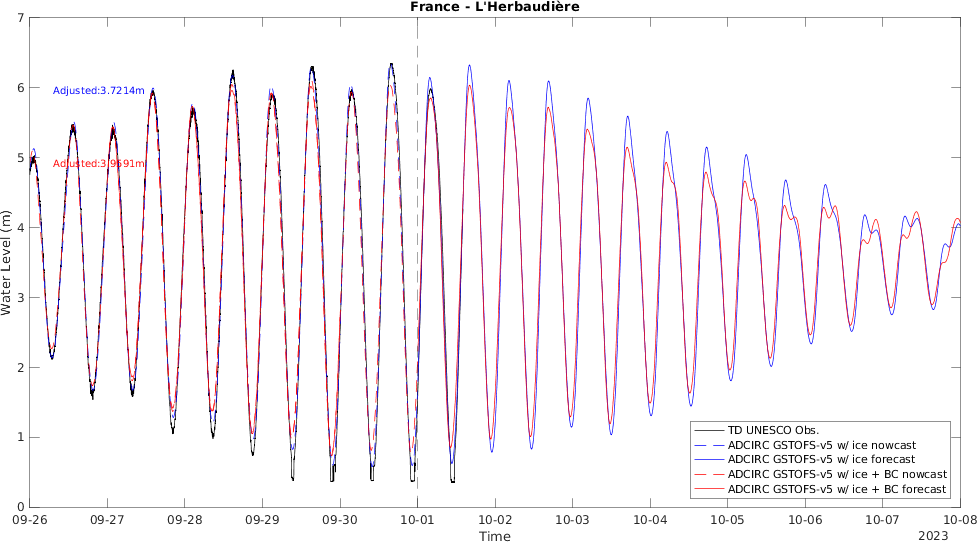 France - L'Herbaudière
7
6
5
4
3
2
1
0
Water Level (m)
Adjusted:3.7214m
Adjusted:3.9691m
TD UNESCO Obs.
ADCIRC GSTOFS-v5 w/ ice nowcast
ADCIRC GSTOFS-v5 w/ ice forecast
ADCIRC GSTOFS-v5 w/ ice + BC nowcast
ADCIRC GSTOFS-v5 w/ ice + BC forecast
09-26 09-27 09-28 09-29 09-30 10-01 10-02 10-03 10-04 10-05 10-06 10-07 10-08
Time
2023